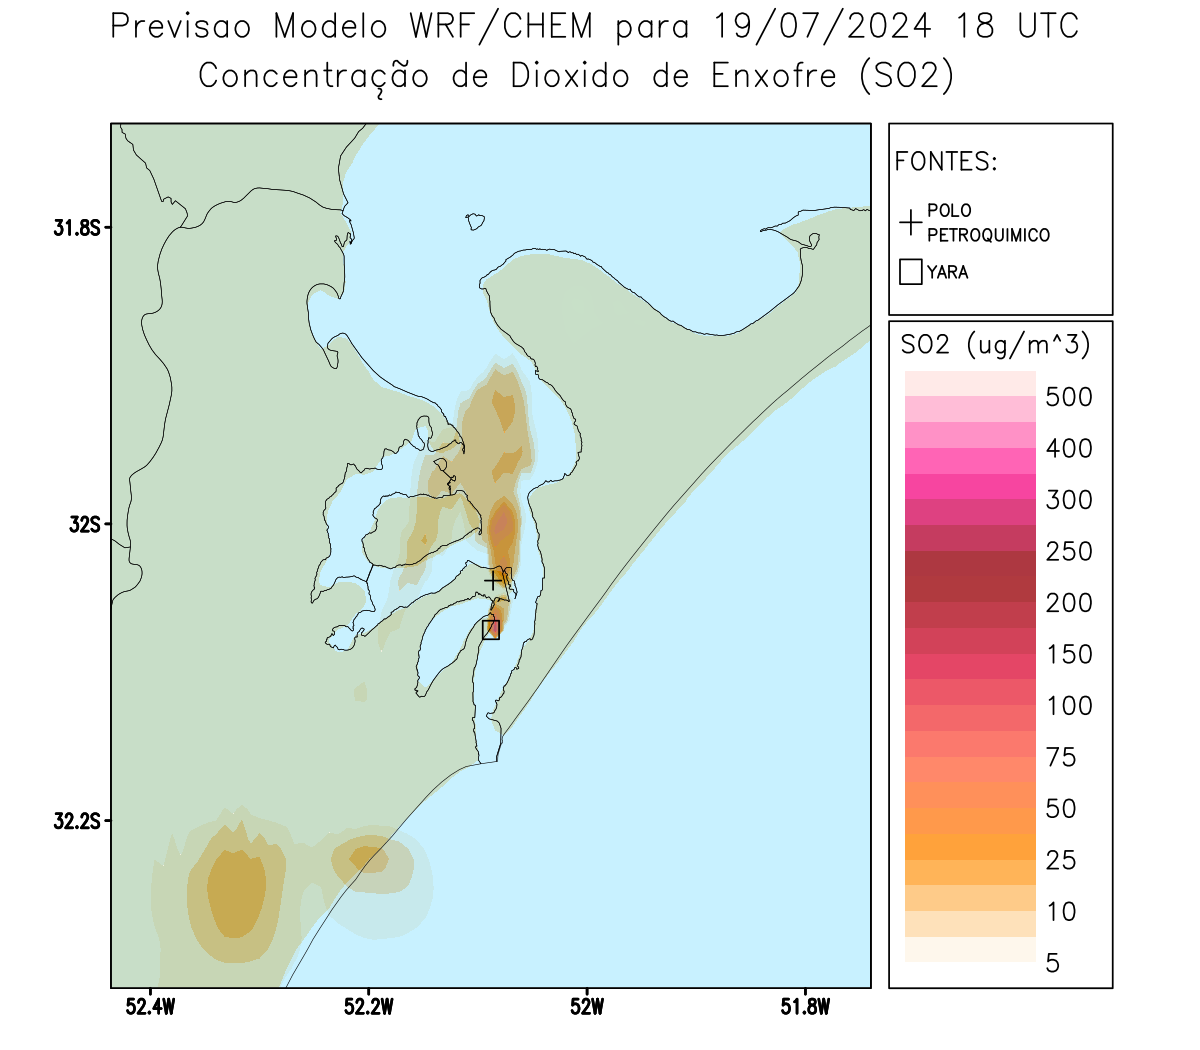 Previsao Modelo WRF/CHEM para 19/07/2024 18 UTC
Concentração de Dioxido de Enxofre (SO2)
FONTES:
POLO
PETROQUIMICO
YARA
SO2 (ug/m^3)
500
400
300
250
200
150
100
75
50
25
10
5
31.8S
32S
32.2S
52.4W
52.2W
52W
51.8W